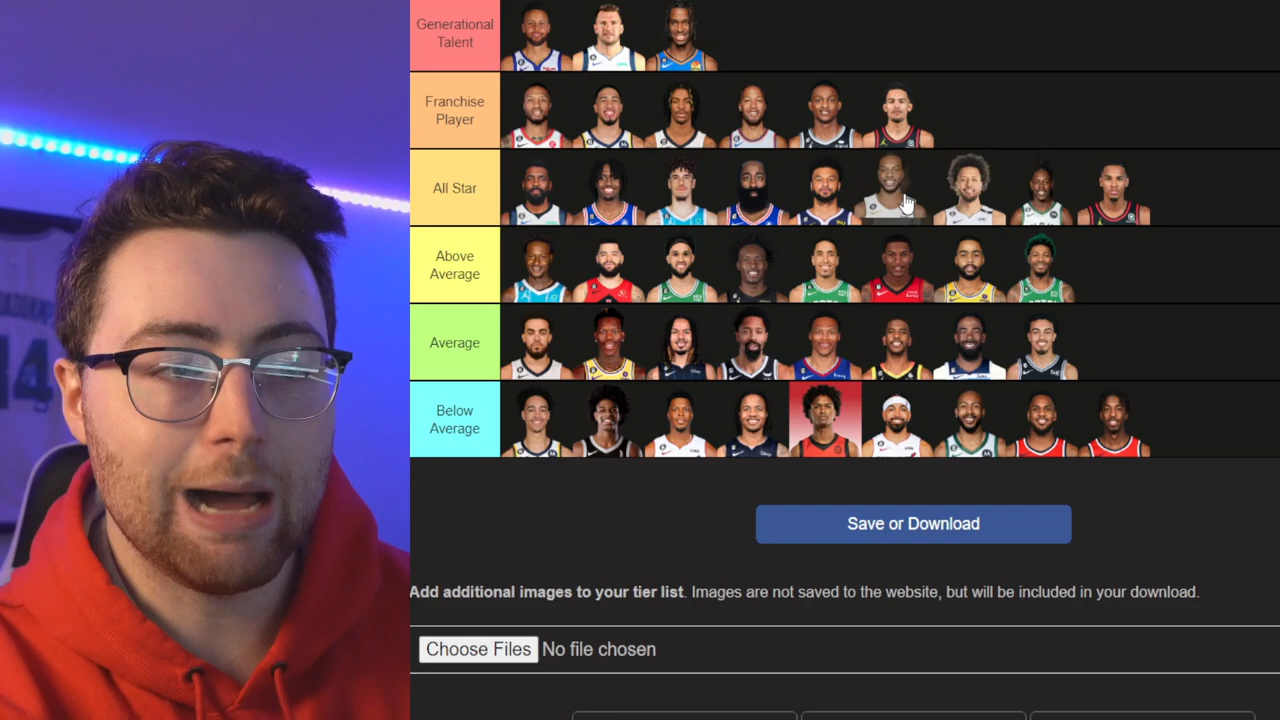 Generational
Talent
Franchise
Player
All Star
Above
Average
Average
Below
Average
Save or Download
Add additional images to your tier list. Images are not saved to the website, but will be included in your download.
Choose Files No file chosen